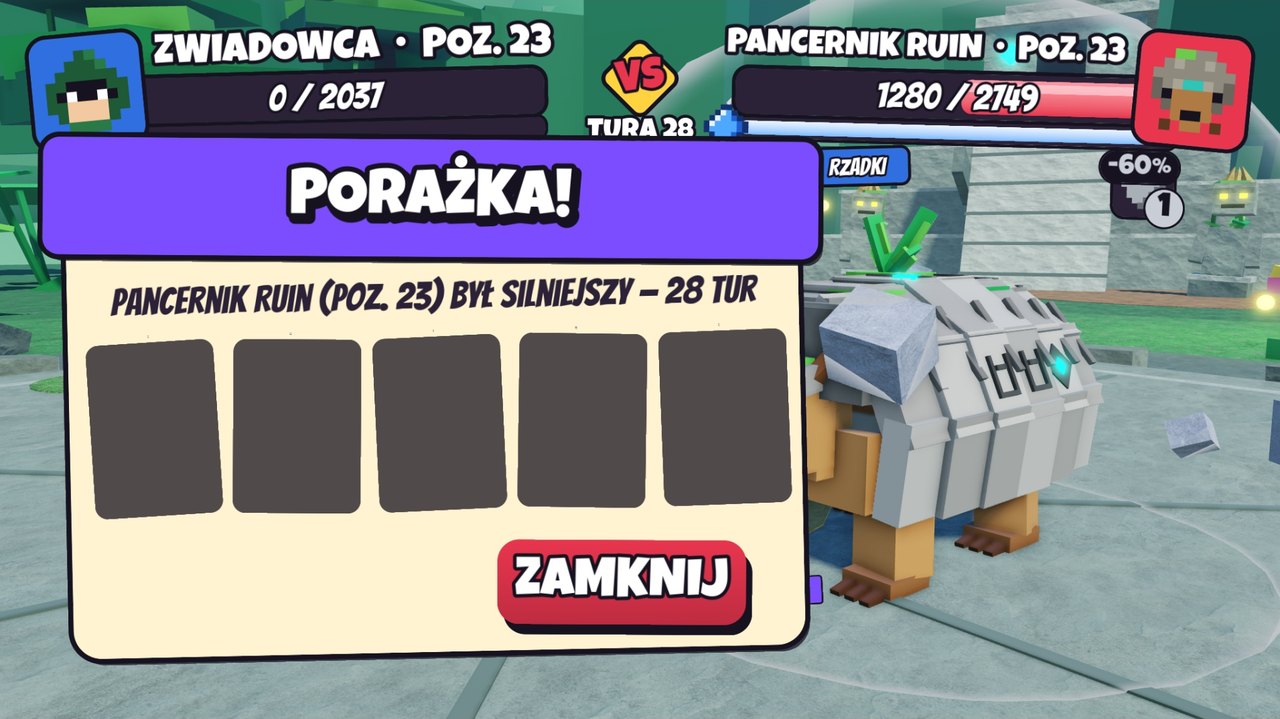 ZWIADOWCA • POZ. 23
0 / 2037
VS
TURA 28
PANCERNIK RUIN • POZ. 23
1280 / 2749
RZADKI
-60%
1
PORAŻKA!
PANCERNIK RUIN (POZ. 23) BYŁ SILNIEJSZY – 28 TUR
ZAMKNIJ